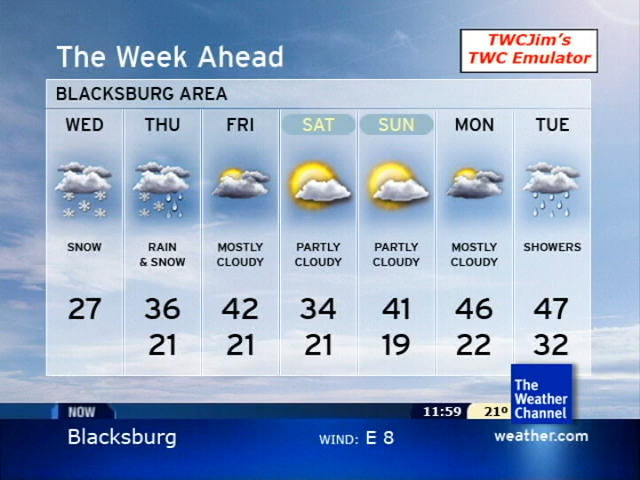 The Week Ahead
TWCJim's
TWC Emulator
BLACKSBURG AREA
WED THU FRI SAT SUN MON TUE
SNOW RAIN & SNOW MOSTLY CLOUDY PARTLY CLOUDY PARTLY CLOUDY MOSTLY CLOUDY SHOWERS
27 36 42 34 41 46 47
21 21 21 19 22 32
NOW 11:59 21º
The
Weather
Channel
Blacksburg WIND: E 8 weather.com